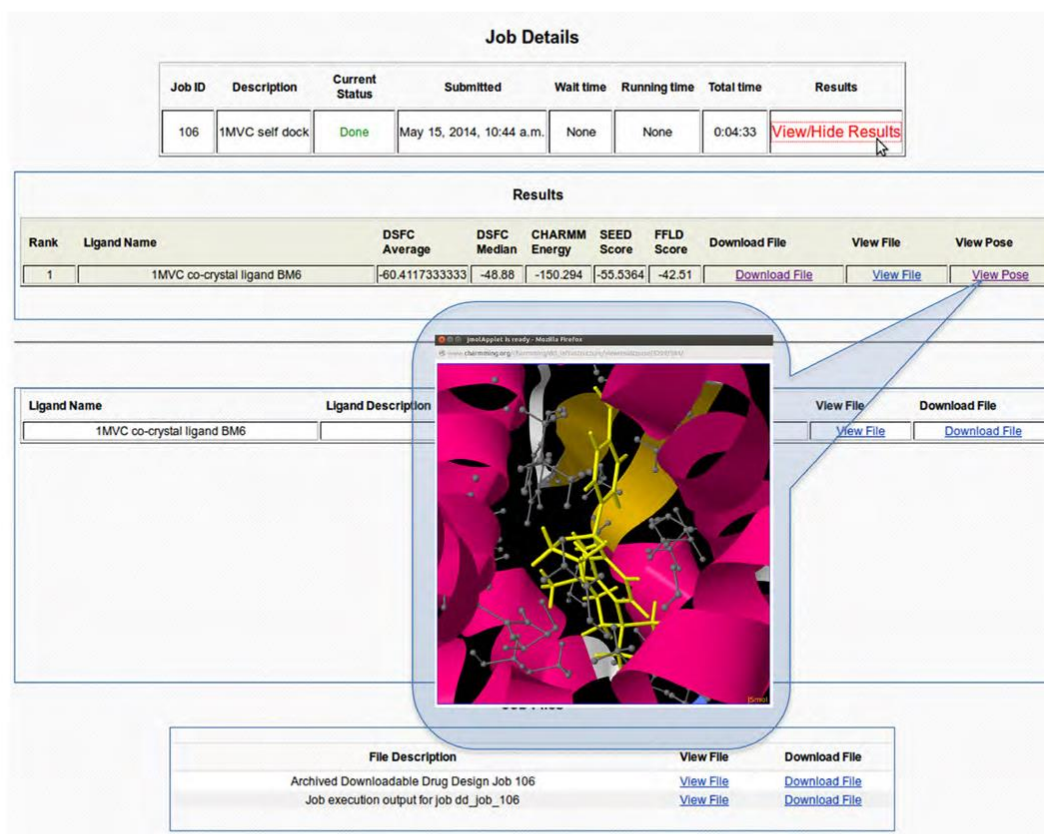 Job Details
Job ID Description Current Status Submitted Wait time Running time Total time Results
106 1MVC self dock Done May 15, 2014, 10:44 a.m. None None 0:04:33 View/Hide Results
Results
Rank Ligand Name DSFC Average DSFC Median CHARMM Energy SEED Score FFLD Score Download File View File View Pose
1 1MVC co-crystal ligand BM6 -60.4117333333 -48.88 -150.294 -55.5364 -42.51 Download File View File View Pose
JmolApplet is ready - Mozilla Firefox
Ligand Name Ligand Description View File Download File
1MVC co-crystal ligand BM6 View File Download File
JSmol
File Description View File Download File
Archived Downloadable Drug Design Job 106 View File Download File
Job execution output for job dd_job_106 View File Download File